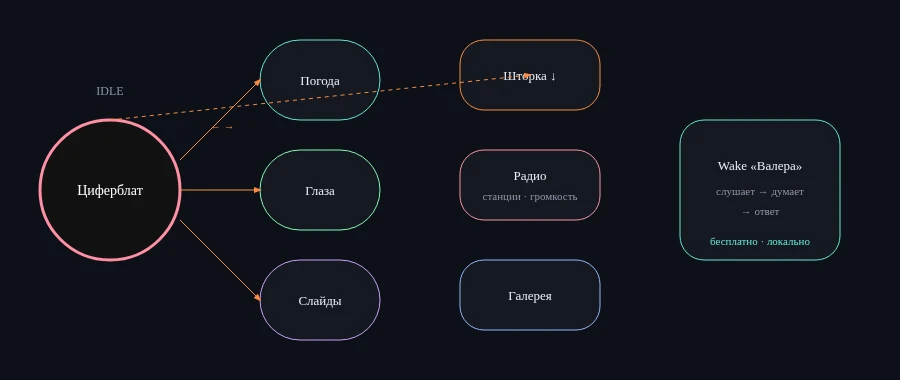 IDLE
Циферблат
← →
Погода
Глаза
Слайды
Шторка ↓
Радио
станции · громкость
Галерея
Wake «Валера»
слушает → думает
→ ответ
бесплатно · локально